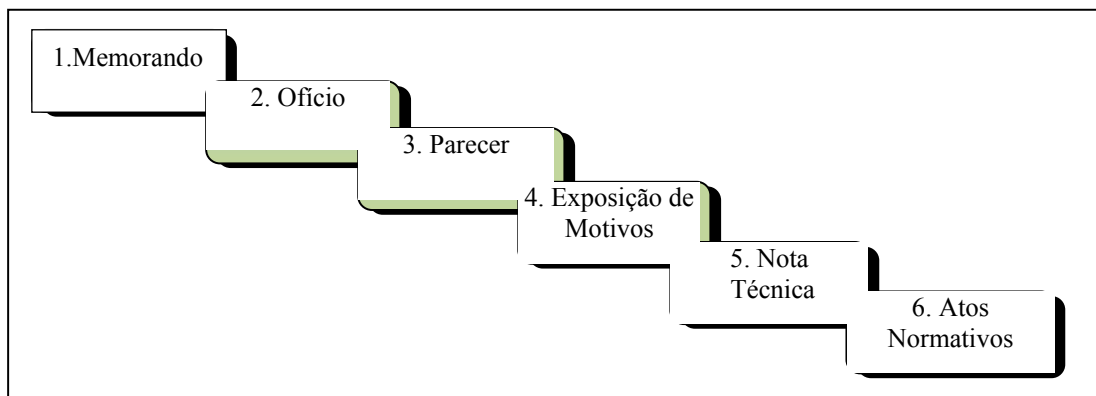 1.Memorando
2. Ofício
3. Parecer
4. Exposição de
Motivos
5. Nota
Técnica
6. Atos
Normativos